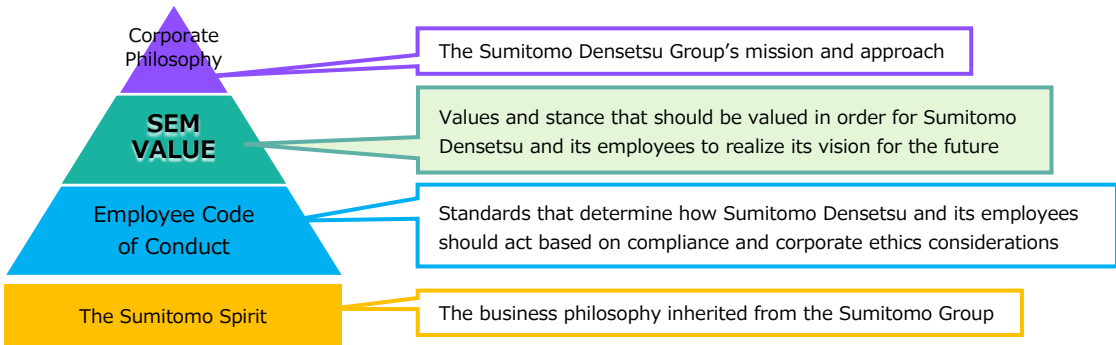 Corporate
Philosophy
The Sumitomo Densetsu Group’s mission and approach
SEM
VALUE
Values and stance that should be valued in order for Sumitomo
Densetsu and its employees to realize its vision for the future
Employee Code
of Conduct
Standards that determine how Sumitomo Densetsu and its employees
should act based on compliance and corporate ethics considerations
The Sumitomo Spirit
The business philosophy inherited from the Sumitomo Group